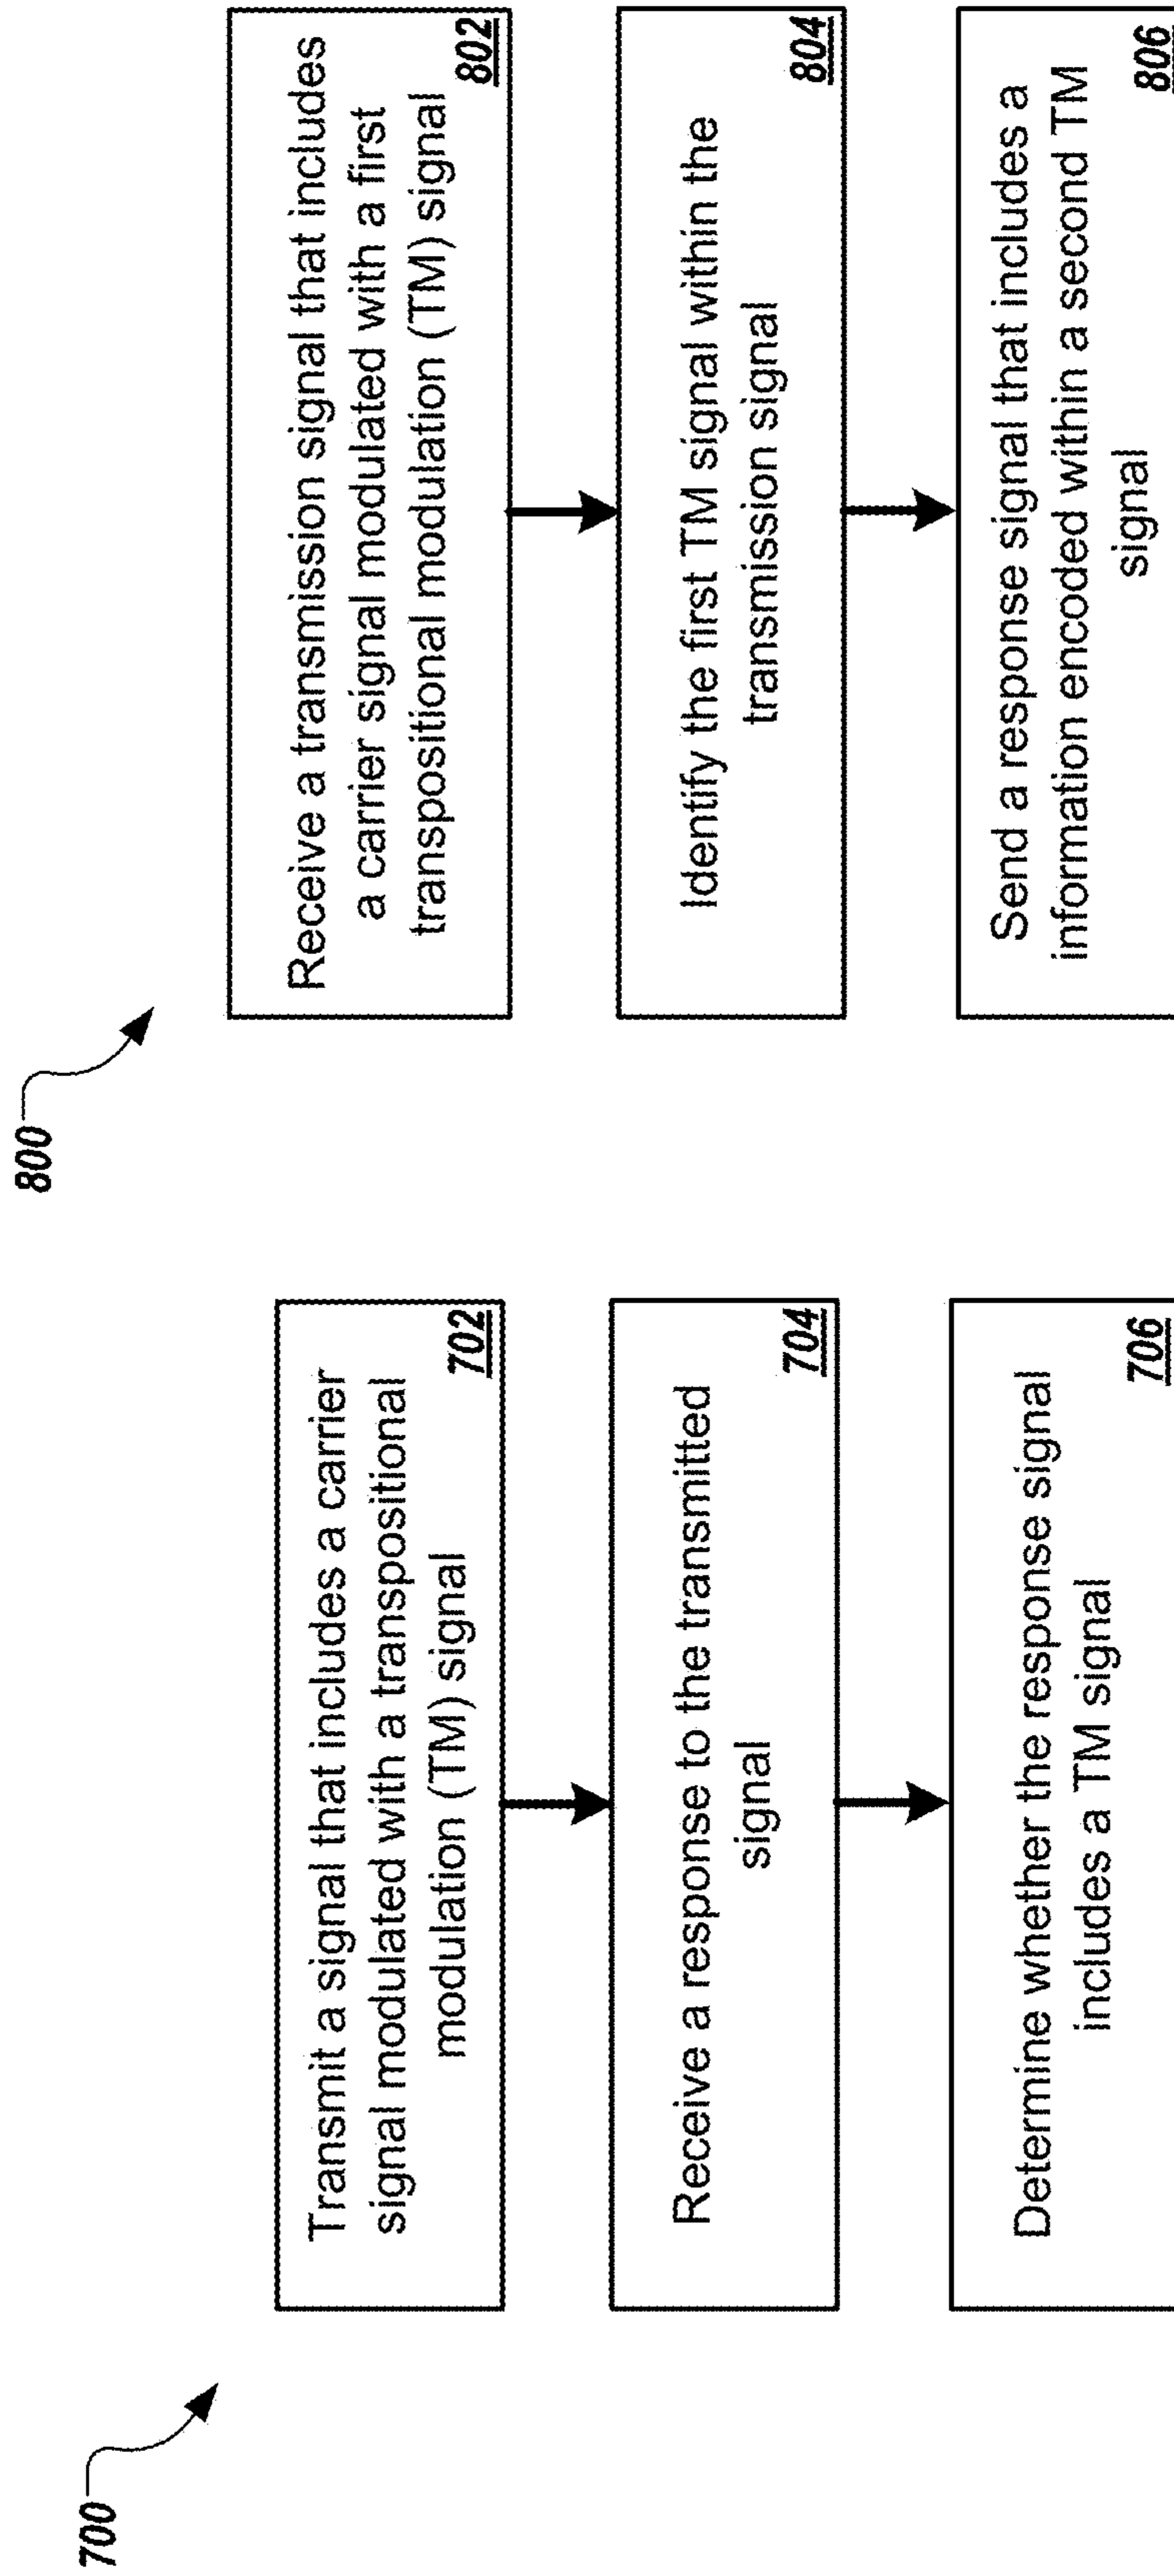 700
Transmit a signal that includes a carrier
signal modulated with a transpositional
modulation (TM) signal
702
Receive a response to the transmitted
signal
704
Determine whether the response signal
includes a TM signal
706
800
Receive a transmission signal that includes
a carrier signal modulated with a first
transpositional modulation (TM) signal
802
Identify the first TM signal within the
transmission signal
804
Send a response signal that includes a
information encoded within a second TM
signal
806